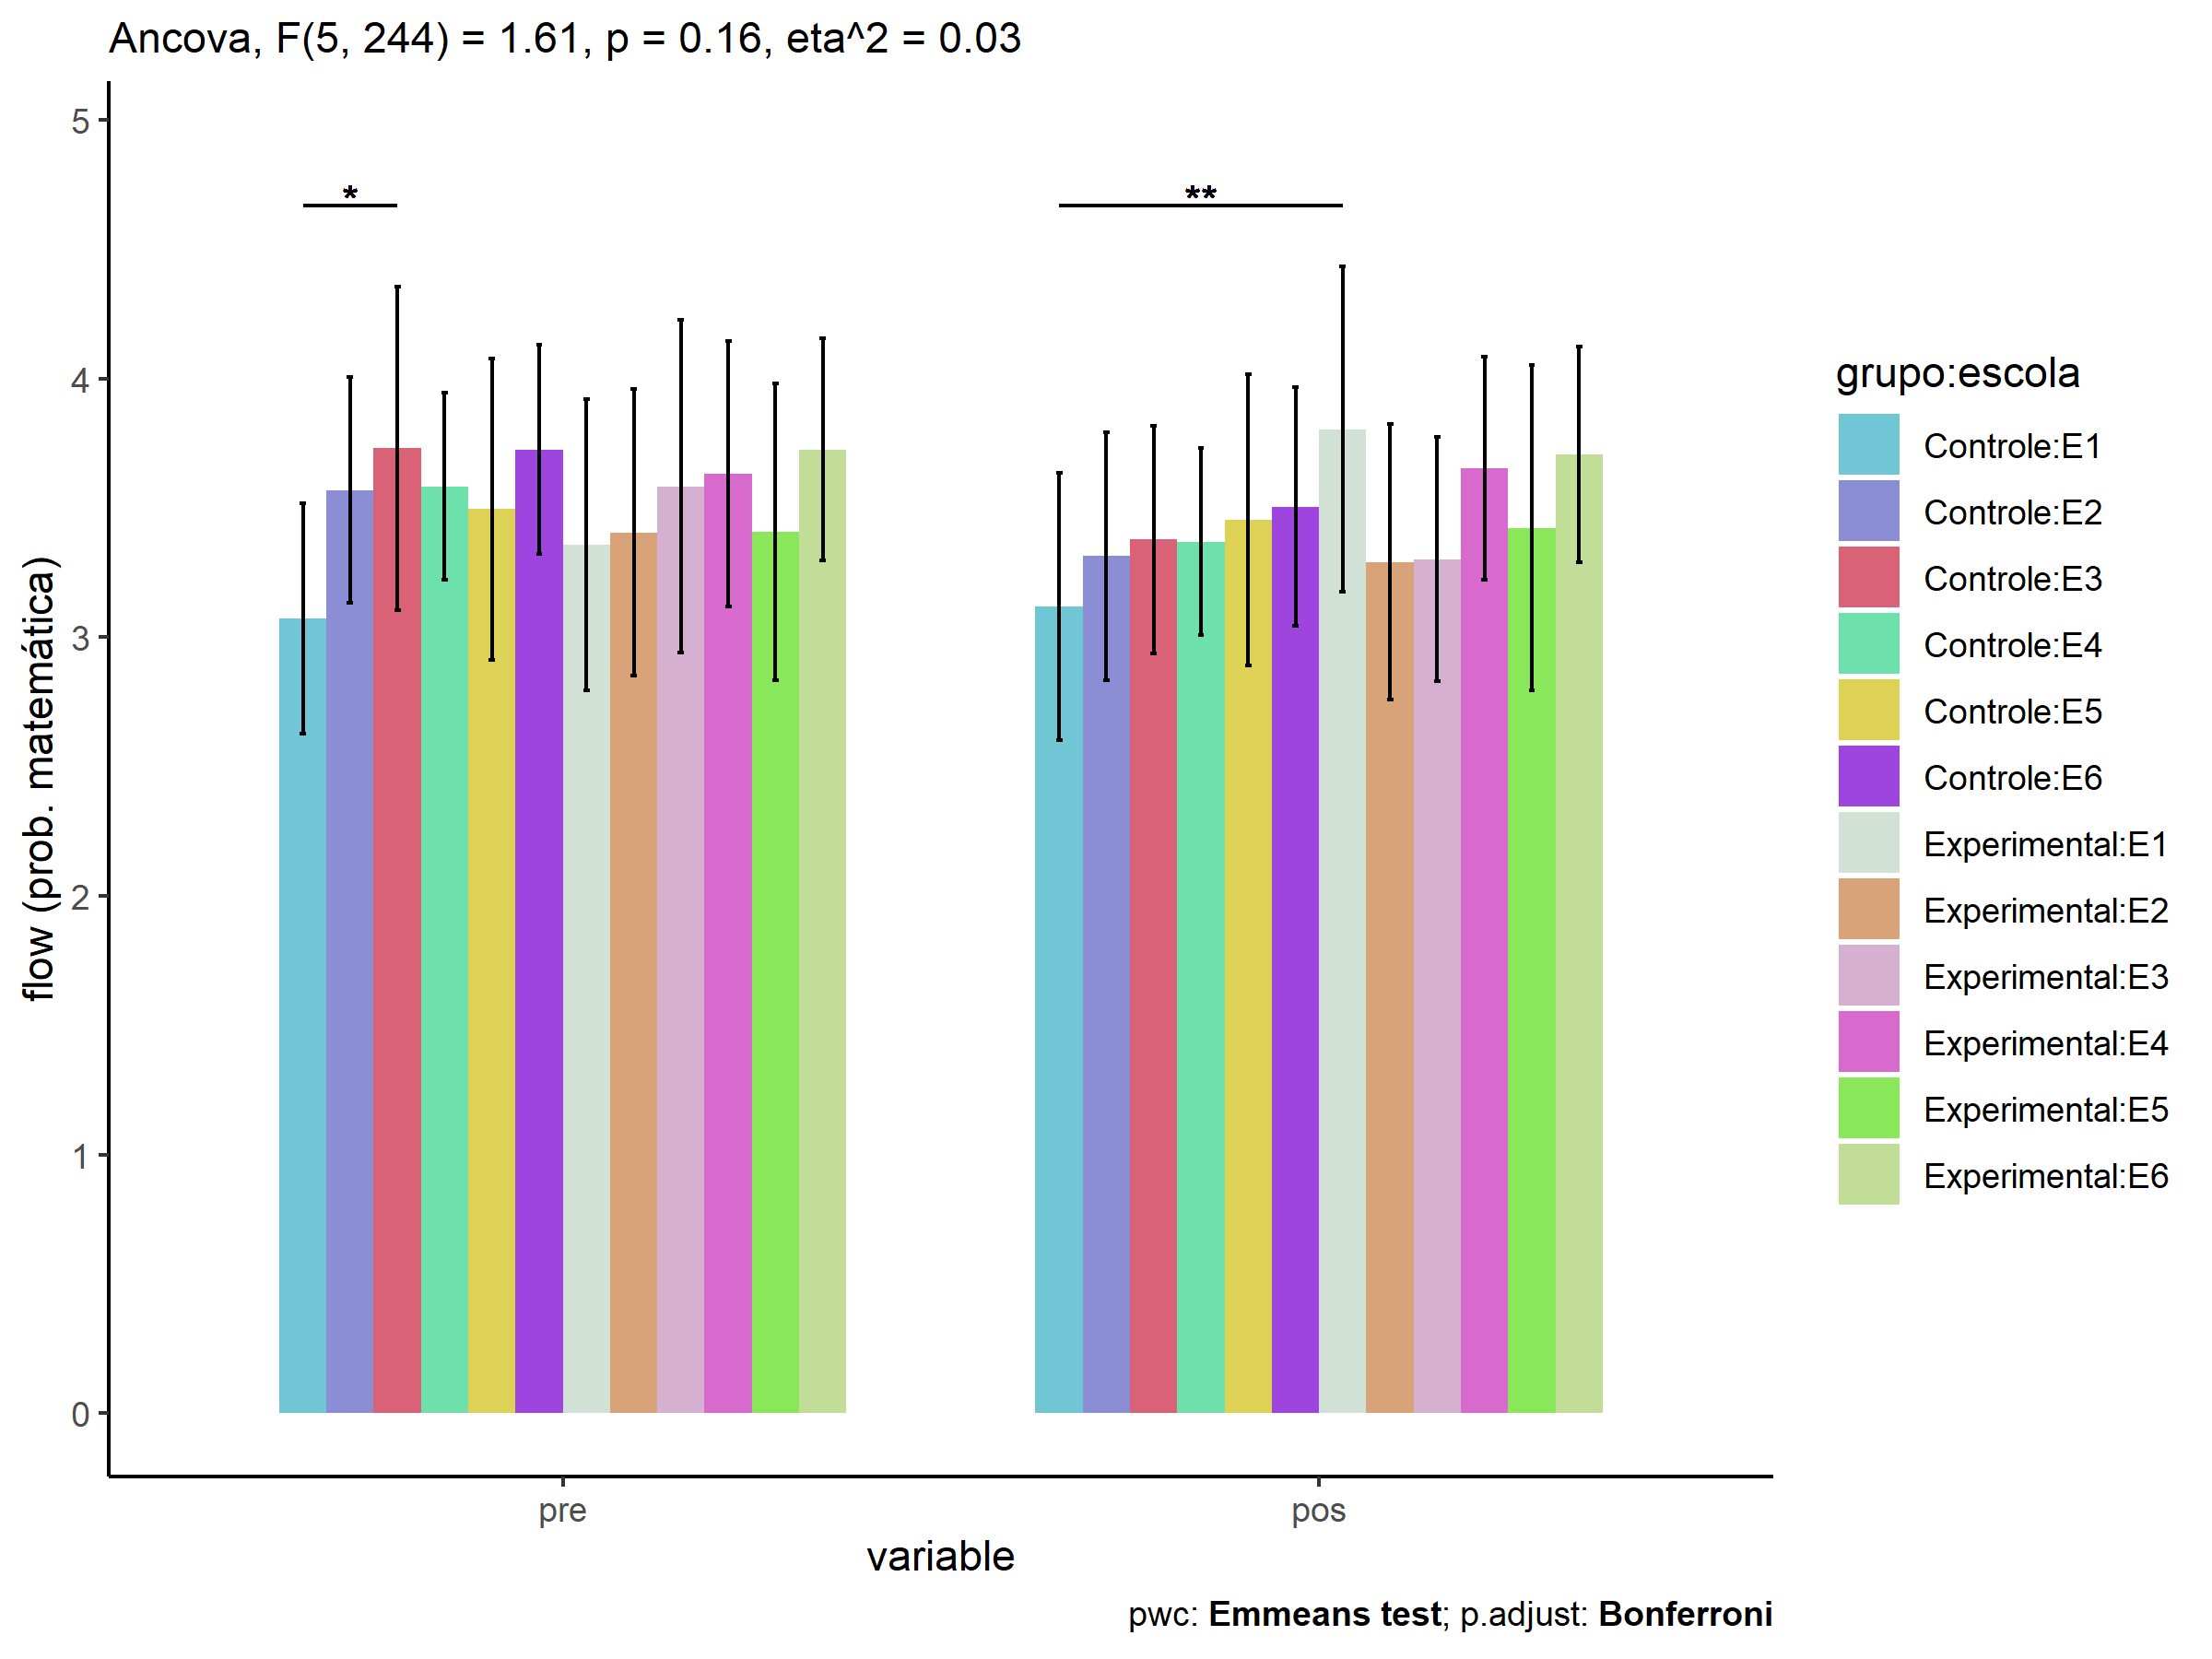 Ancova, F(5, 244) = 1.61, p = 0.16, eta^2 = 0.03
flow (prob. matemática)
5
4
3
2
1
0
*
**
pre
pos
variable
pwc: Emmeans test; p.adjust: Bonferroni
grupo:escola
Controle:E1
Controle:E2
Controle:E3
Controle:E4
Controle:E5
Controle:E6
Experimental:E1
Experimental:E2
Experimental:E3
Experimental:E4
Experimental:E5
Experimental:E6